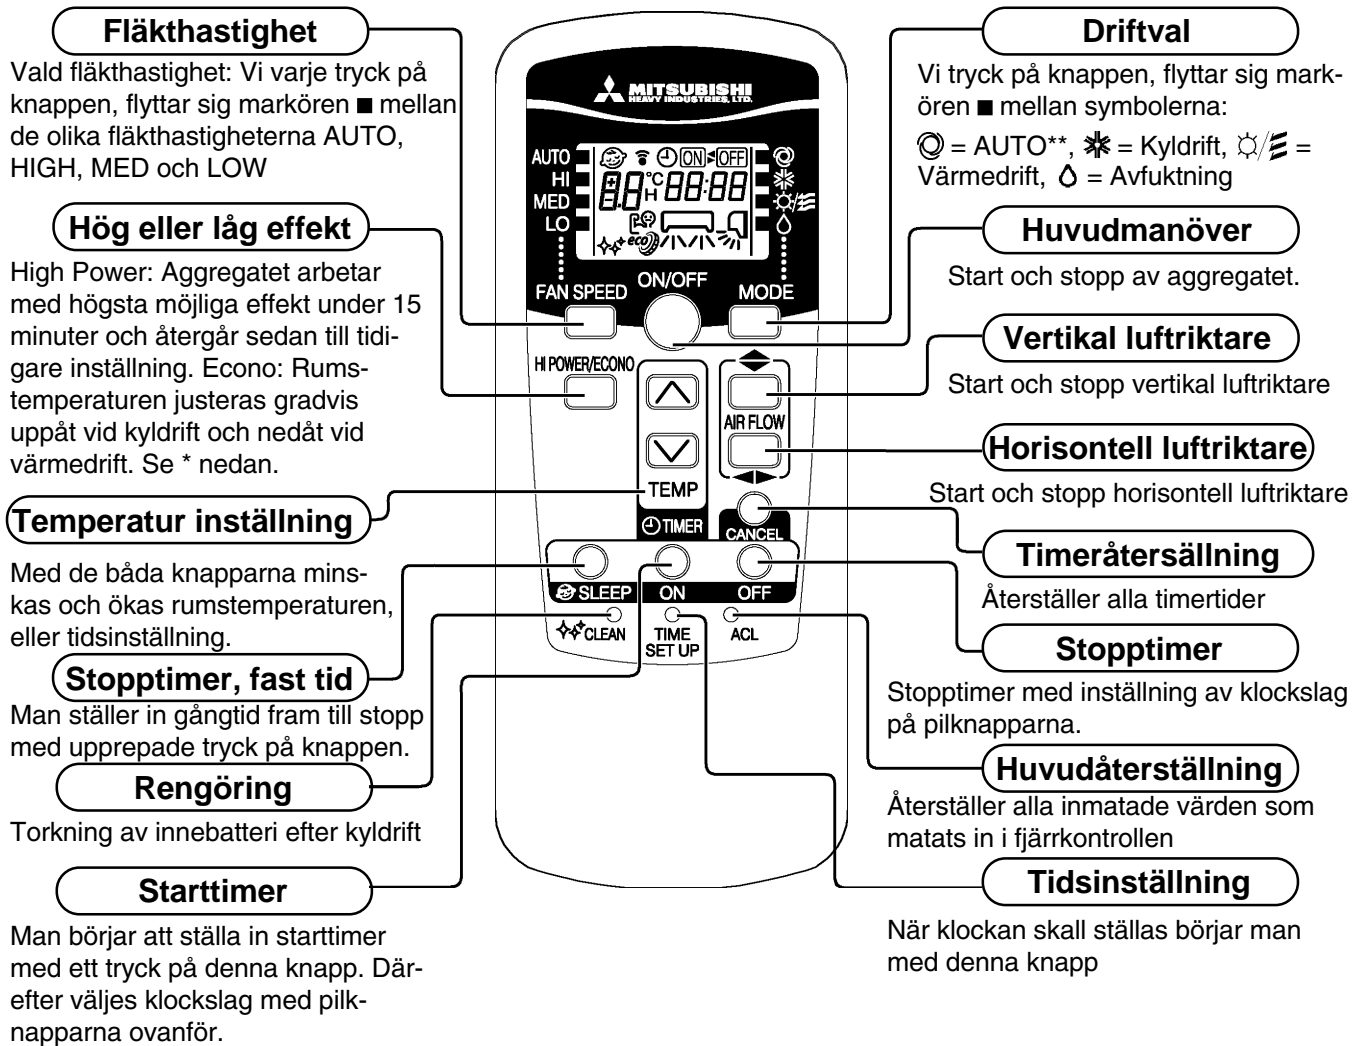 Fläkthastighet
Vald fläkthastighet: Vi varje tryck på
knappen, flyttar sig markören ■ mellan
de olika fläkthastigheterna AUTO,
HIGH, MED och LOW
Hög eller låg effekt
High Power: Aggregatet arbetar
med högsta möjliga effekt under 15
minuter och återgår sedan till tidi-
gare inställning. Econo: Rums-
temperaturen justeras gradvis
uppåt vid kyldrift och nedåt vid
värmedrift. Se * nedan.
Temperatur inställning
Med de båda knapparna mins-
kas och ökas rumstemperaturen,
eller tidsinställning.
Stopptimer, fast tid
Man ställer in gångtid fram till stopp
med upprepade tryck på knappen.
Rengöring
Torkning av innebatteri efter kyldrift
Starttimer
Man börjar att ställa in starttimer
med ett tryck på denna knapp. Där-
efter väljes klockslag med pilk-
napparna ovanför.
MITSUBISHI
HEAVY INDUSTRIES, LTD.
AUTO
HI
MED
LO
ON OFF
88 °C H 88:88
eco
FAN SPEED
ON/OFF
MODE
HI POWER/ECONO
AIR FLOW
TEMP
TIMER
CANCEL
SLEEP
ON
OFF
CLEAN
TIME
SET UP
ACL
Driftval
Vi tryck på knappen, flyttar sig mark-
ören ■ mellan symbolerna:
= AUTO**, = Kyldrift, / =
Värmedrift, = Avfuktning
Huvudmanöver
Start och stopp av aggregatet.
Vertikal luftriktare
Start och stopp vertikal luftriktare
Horisontell luftriktare
Start och stopp horisontell luftriktare
Timeråtersällning
Återställer alla timertider
Stopptimer
Stopptimer med inställning av klockslag
på pilknapparna.
Huvudåterställning
Återställer alla inmatade värden som
matats in i fjärrkontrollen
Tidsinställning
När klockan skall ställas börjar man
med denna knapp